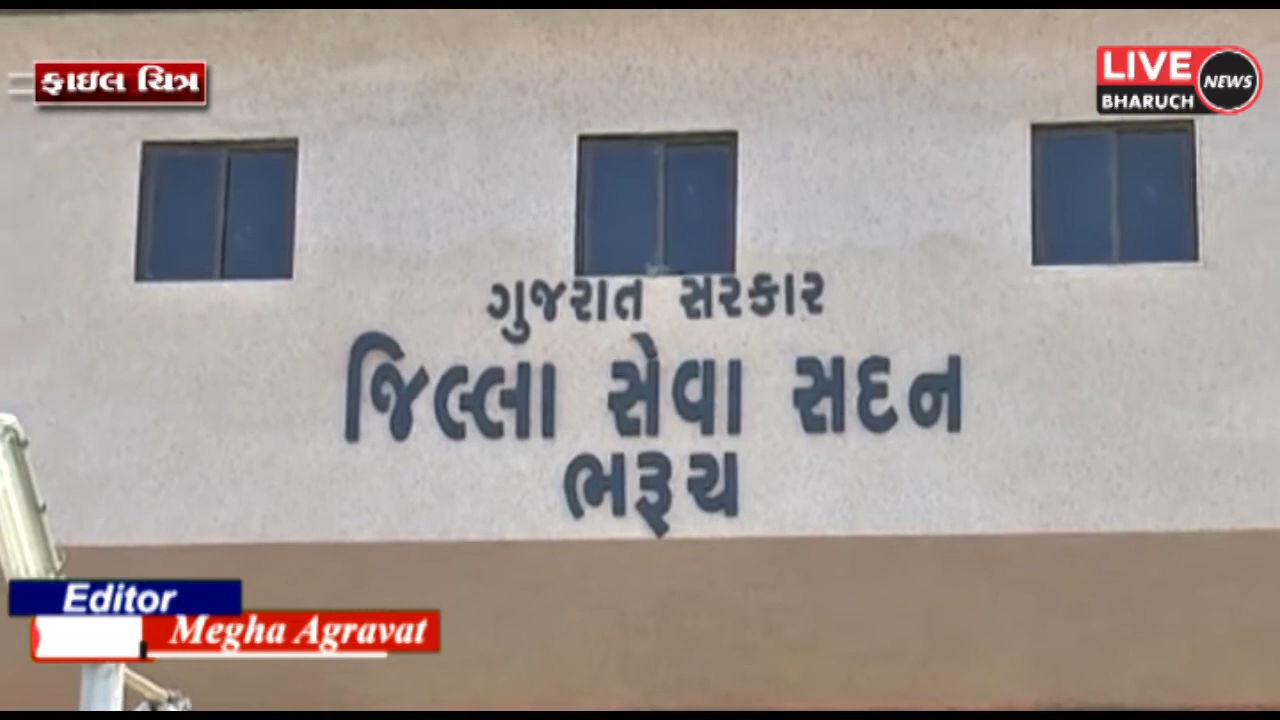 ફાઇલ ચિત્ર
LIVE
NEWS
BHARUCH
ગુજરાત સરકાર
જિલ્લા સેવા સદન
ભરૂચ
Editor
Megha Agravat